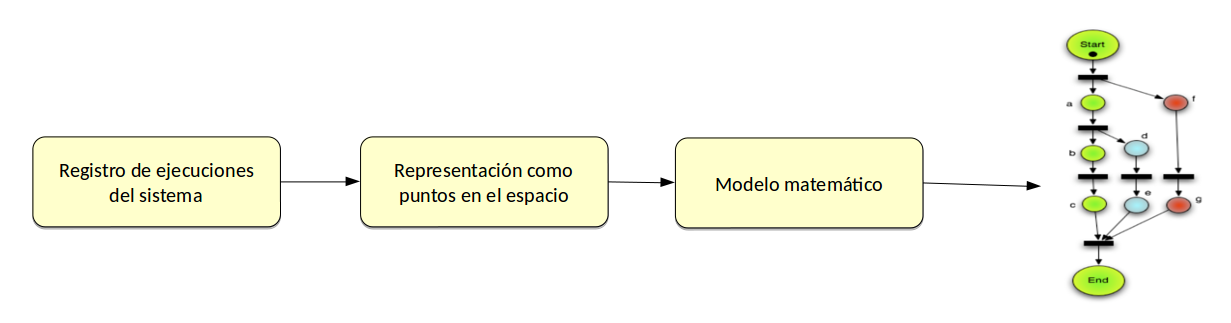 Registro de ejecuciones
del sistema
Representación como
puntos en el espacio
Modelo matemático
Start
a
f
b
d
c
e
g
End